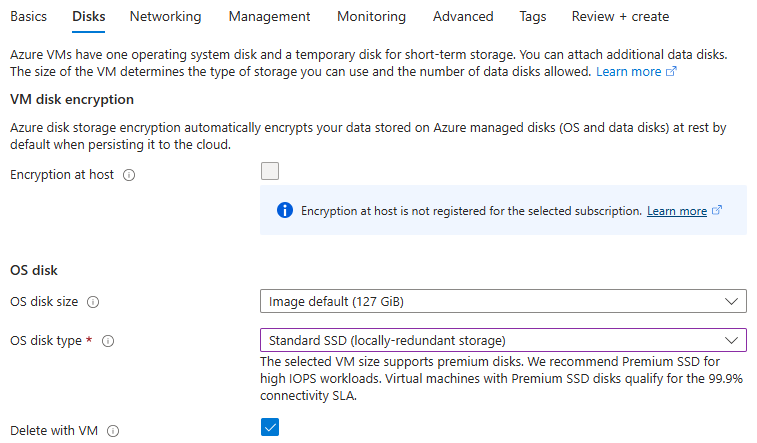 Basics Disks Networking Management Monitoring Advanced Tags Review + create
Azure VMs have one operating system disk and a temporary disk for short-term storage. You can attach additional data disks.
The size of the VM determines the type of storage you can use and the number of data disks allowed. Learn more
VM disk encryption
Azure disk storage encryption automatically encrypts your data stored on Azure managed disks (OS and data disks) at rest by
default when persisting it to the cloud.
Encryption at host
Encryption at host is not registered for the selected subscription. Learn more
OS disk
OS disk size Image default (127 GiB)
OS disk type * Standard SSD (locally-redundant storage)
The selected VM size supports premium disks. We recommend Premium SSD for
high IOPS workloads. Virtual machines with Premium SSD disks qualify for the 99.9%
connectivity SLA.
Delete with VM